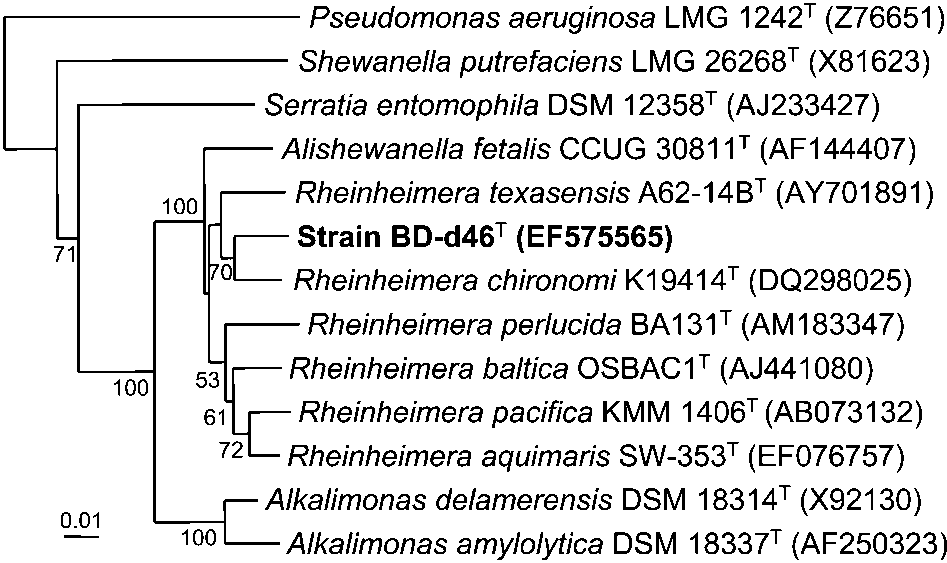 Pseudomonas aeruginosa LMG 1242T (Z76651)
Shewanella putrefaciens LMG 26268T (X81623)
Serratia entomophila DSM 12358T (AJ233427)
Alishewanella fetalis CCUG 30811T (AF144407)
Rheinheimera texasensis A62-14BT (AY701891)
100
Strain BD-d46T (EF575565)
71
70
Rheinheimera chironomi K19414T (DQ298025)
Rheinheimera perlucida BA131T (AM183347)
Rheinheimera baltica OSBAC1T (AJ441080)
100
53
Rheinheimera pacifica KMM 1406T (AB073132)
61
72
Rheinheimera aquimaris SW-353T (EF076757)
Alkalimonas delamerensis DSM 18314T (X92130)
0.01
100
Alkalimonas amylolytica DSM 18337T (AF250323)